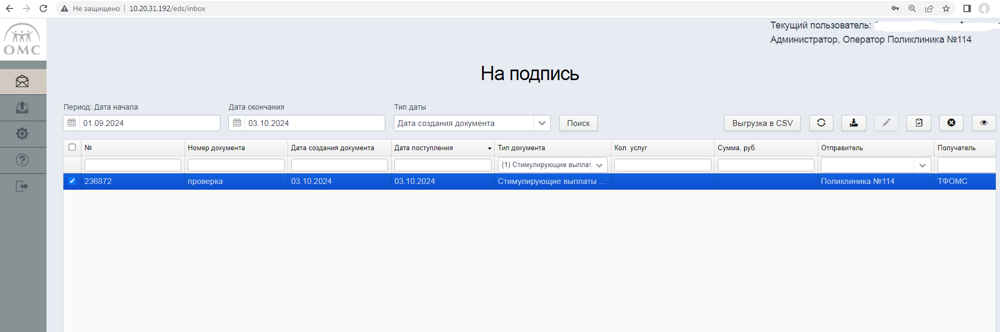 Не защищено 10.20.31.192/eds/inbox
ОМС
Текущий пользователь:
Администратор, Оператор Поликлиника №114
На подпись
Период: Дата начала Дата окончания Тип даты
01.09.2024 03.10.2024 Дата создания документа Поиск Выгрузка в CSV
№ Номер документа Дата создания документа Дата поступления Тип документа Кол. услуг Сумма, руб. Отправитель Получатель
(1) Стимулирующие выплат
236872 проверка 03.10.2024 03.10.2024 Стимулирующие выплаты ... Поликлиника №114 ТФОМС